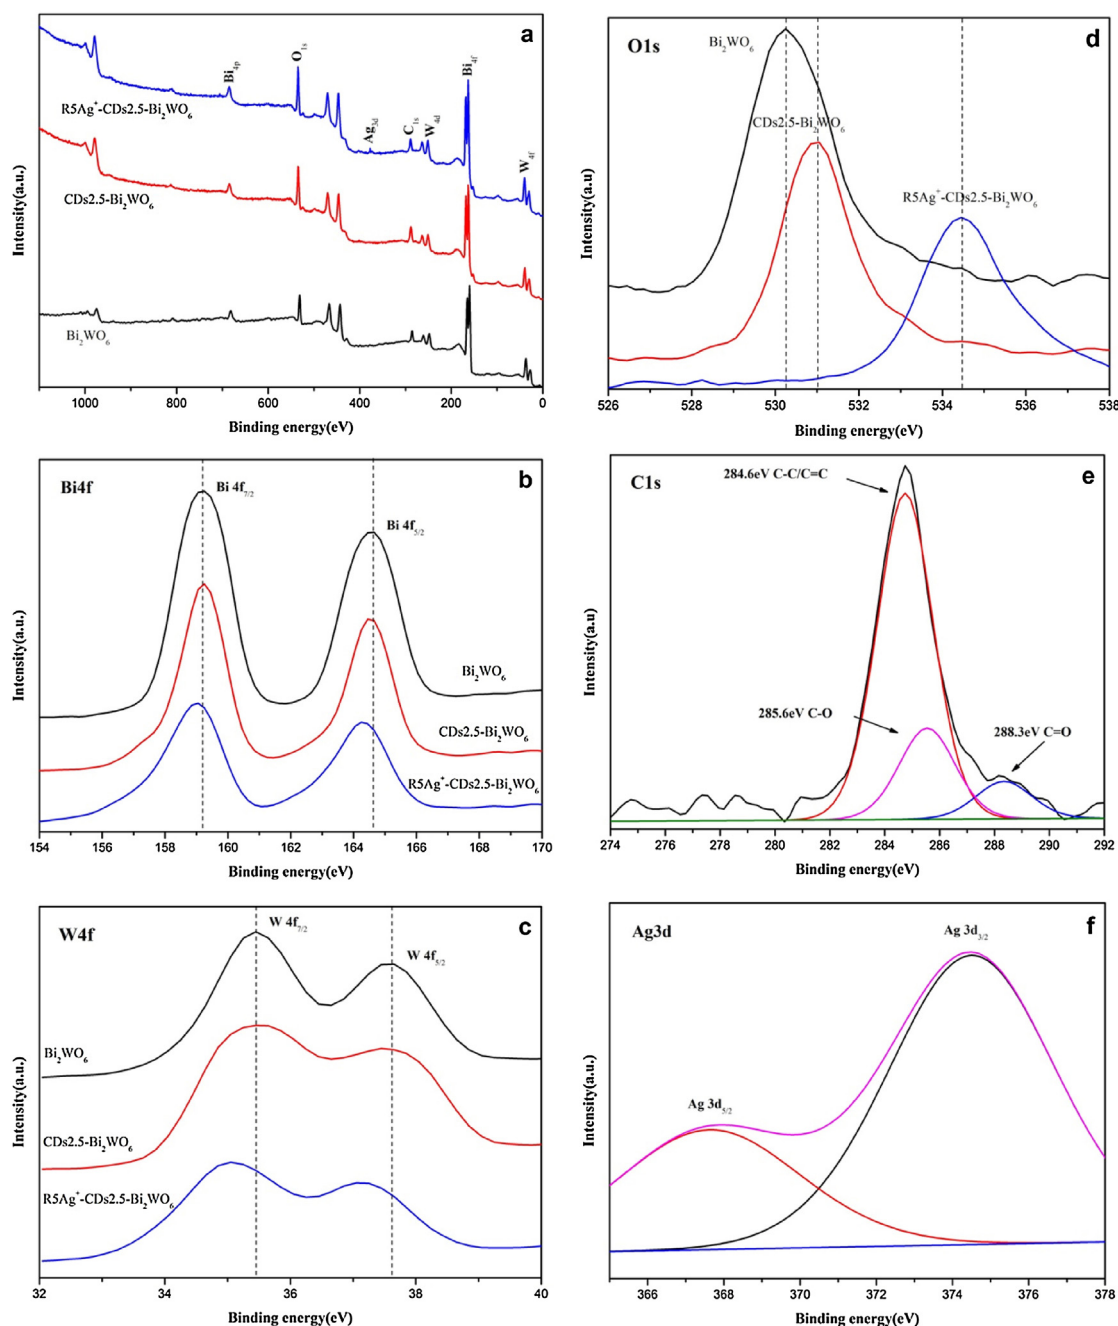 a
Bi₄p
O₁s
Ag₃d
C₁s
W₄d
Bi₄f
W₄f
R5Ag⁺-CDs2.5-Bi₂WO₆
CDs2.5-Bi₂WO₆
Bi₂WO₆
Intensity(a.u.)
1000 800 600 400 200 0
Binding energy(eV)
d
O1s
Bi₂WO₆
CDs2.5-Bi₂WO₆
R5Ag⁺-CDs2.5-Bi₂WO₆
Intensity(a.u)
526 528 530 532 534 536 538
Binding energy(eV)
b
Bi4f
Bi 4f₇/₂
Bi 4f₅/₂
Bi₂WO₆
CDs2.5-Bi₂WO₆
R5Ag⁺-CDs2.5-Bi₂WO₆
Intensity(a.u.)
154 156 158 160 162 164 166 168 170
Binding energy(eV)
e
C1s
284.6eV C-C/C=C
285.6eV C-O
288.3eV C=O
Intensity(a.u)
274 276 278 280 282 284 286 288 290 292
Binding energy(eV)
c
W4f
W 4f₇/₂
W 4f₅/₂
Bi₂WO₆
CDs2.5-Bi₂WO₆
R5Ag⁺-CDs2.5-Bi₂WO₆
Intensity(a.u.)
32 34 36 38 40
Binding energy(eV)
f
Ag3d
Ag 3d₃/₂
Ag 3d₅/₂
Intensity(a.u.)
366 368 370 372 374 376 378
Binding energy(eV)